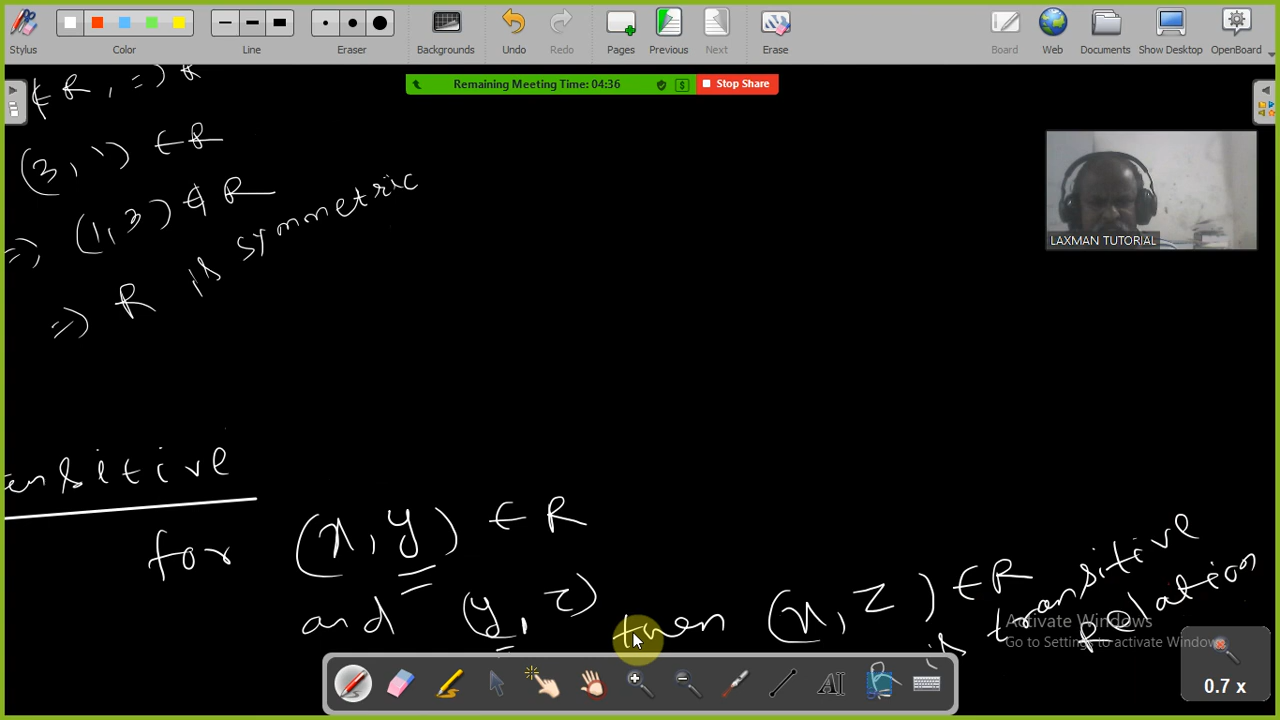 Stylus
Color
Line
Eraser
Backgrounds
Undo
Redo
Pages
Previous
Next
Erase
Board
Web
Documents
Show Desktop
OpenBoard
Remaining Meeting Time: 04:36
Stop Share
∉ R, ⇒ R
(3, 1) ∈ R
⇒ (1, 3) ∉ R
⇒ R is symmetric
LAXMAN TUTORIAL
ensitive
for (x, y) ∈ R
and (y, z) then (x, z) ∈ R
R is transitive
relation
Activate Windows
Go to Settings to activate Windows.
0.7 x